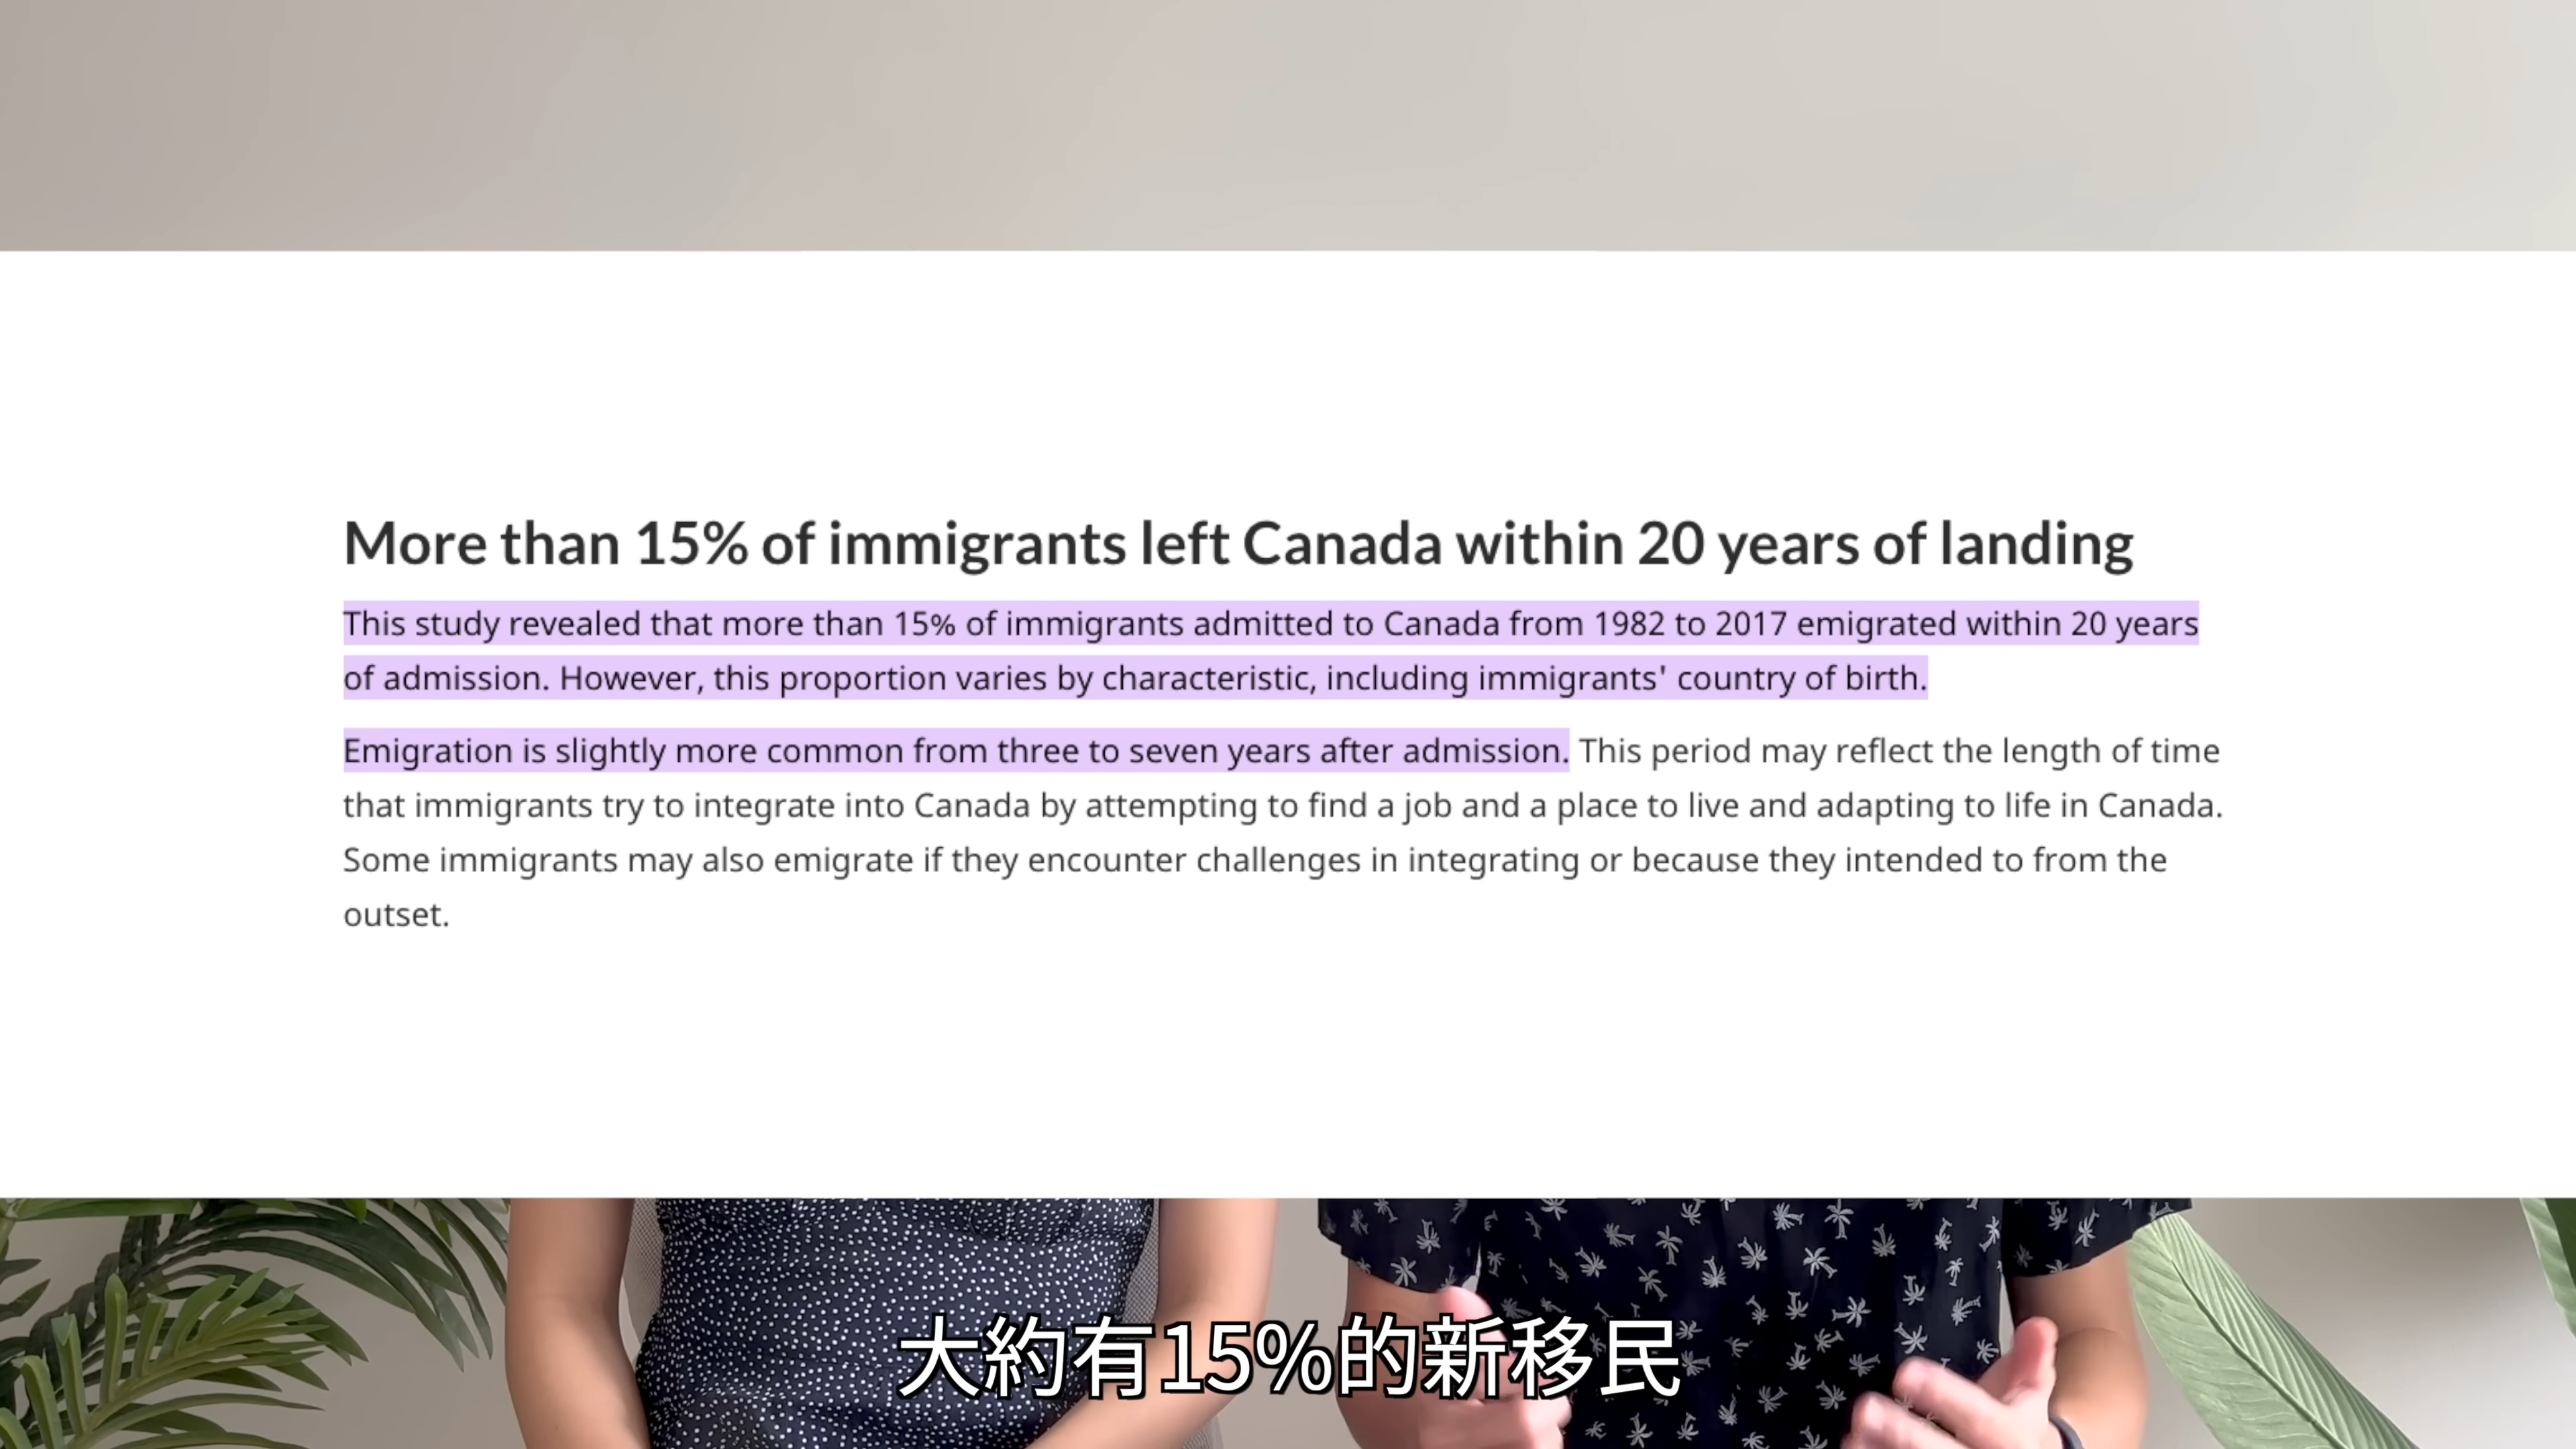 More than 15% of immigrants left Canada within 20 years of landing
This study revealed that more than 15% of immigrants admitted to Canada from 1982 to 2017 emigrated within 20 years
of admission. However, this proportion varies by characteristic, including immigrants' country of birth.
Emigration is slightly more common from three to seven years after admission. This period may reflect the length of time
that immigrants try to integrate into Canada by attempting to find a job and a place to live and adapting to life in Canada.
Some immigrants may also emigrate if they encounter challenges in integrating or because they intended to from the
outset.
大約有15%的新移民